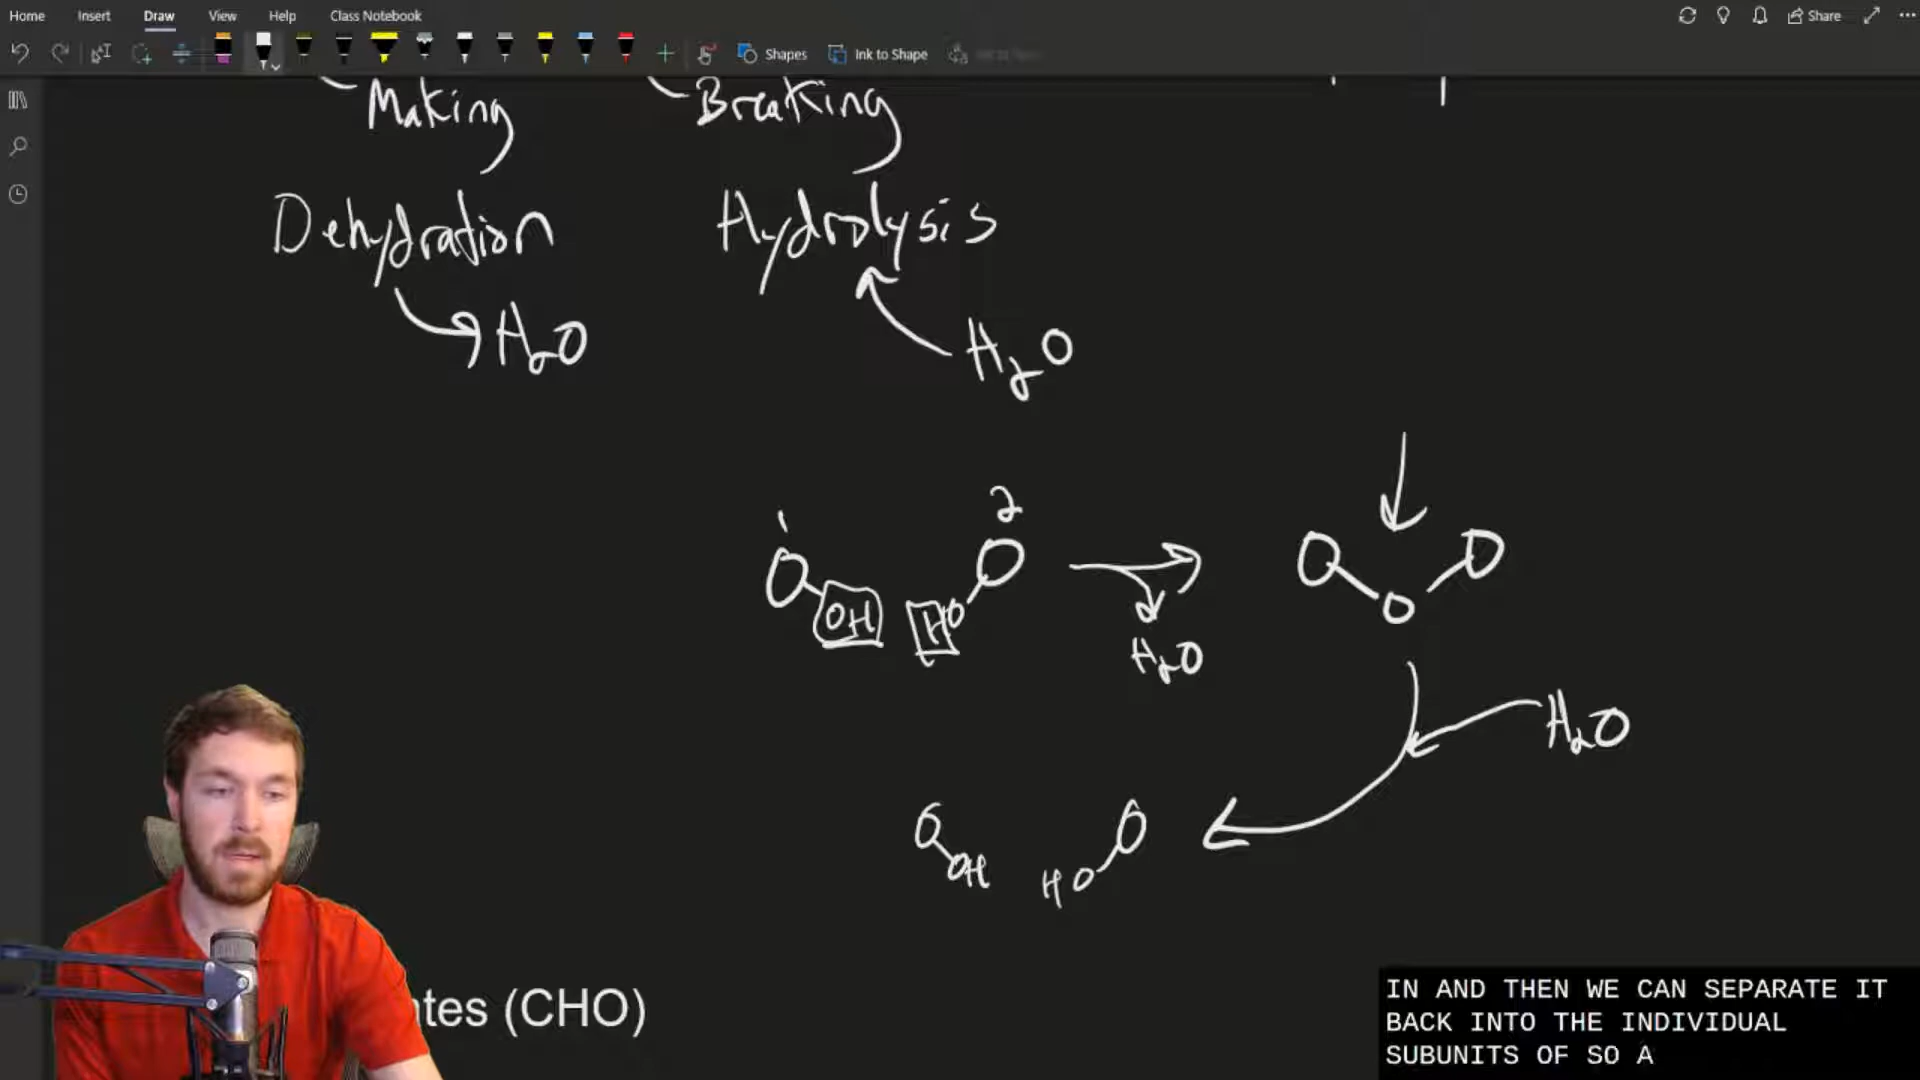 Home Insert Draw View Help Class Notebook Share
Shapes Ink to Shape
Making Breaking
Dehydration Hydrolysis
H2O H2O
1 2
O O O O
OH HO O
H2O
H2O
O O
OH HO
ates (CHO)
IN AND THEN WE CAN SEPARATE IT
BACK INTO THE INDIVIDUAL
SUBUNITS OF SO A